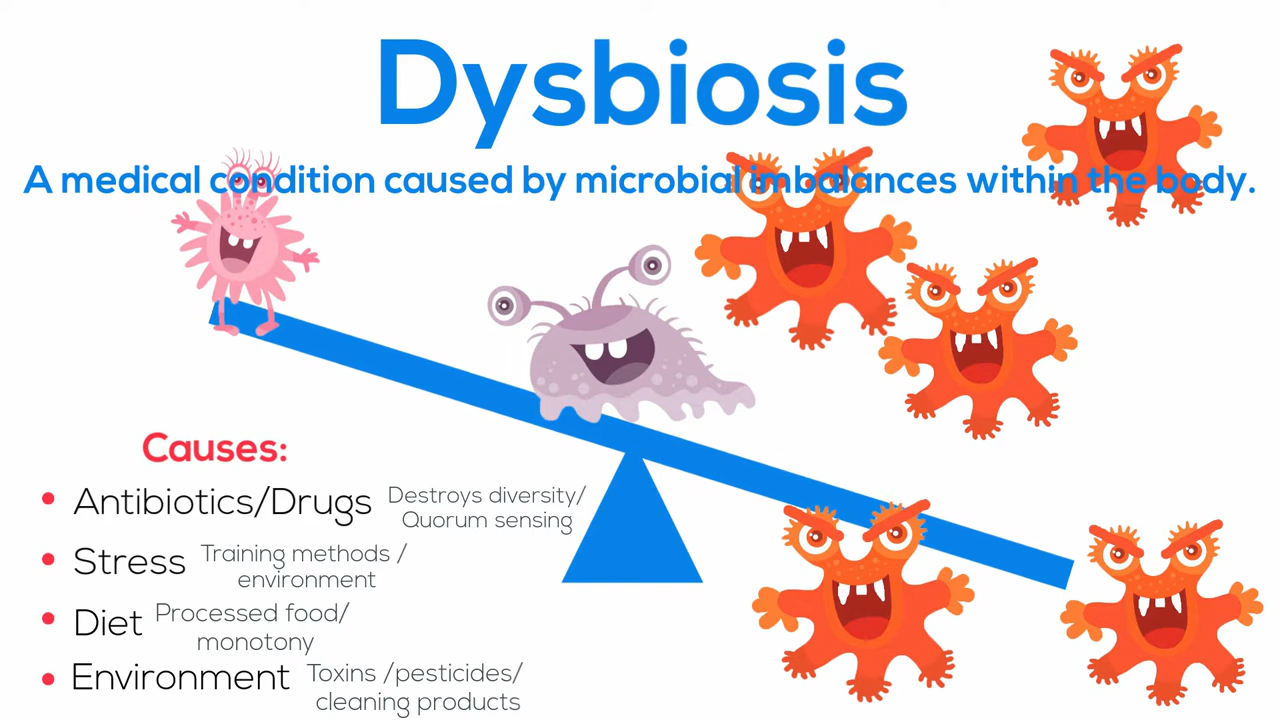 Dysbiosis
A medical condition caused by microbial imbalances within the body.
Causes:
• Antibiotics/Drugs Destroys diversity/
Quorum sensing
• Stress Training methods /
environment
• Diet Processed food/
monotony
• Environment Toxins /pesticides/
cleaning products